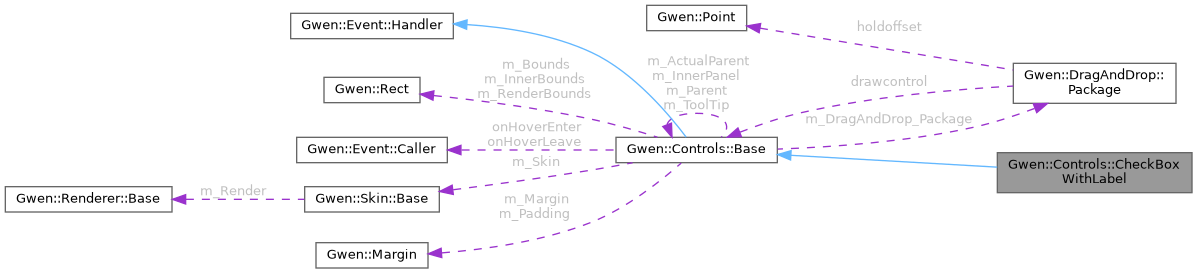 Gwen::Event::Handler
Gwen::Point
holdoffset
m_Bounds
m_InnerBounds
m_RenderBounds
m_ActualParent
m_InnerPanel
m_Parent
m_ToolTip
drawcontrol
Gwen::DragAndDrop::
Package
Gwen::Rect
m_DragAndDrop_Package
onHoverEnter
onHoverLeave
Gwen::Event::Caller
Gwen::Controls::Base
m_Skin
Gwen::Controls::CheckBox
WithLabel
Gwen::Renderer::Base
m_Render
Gwen::Skin::Base
m_Margin
m_Padding
Gwen::Margin